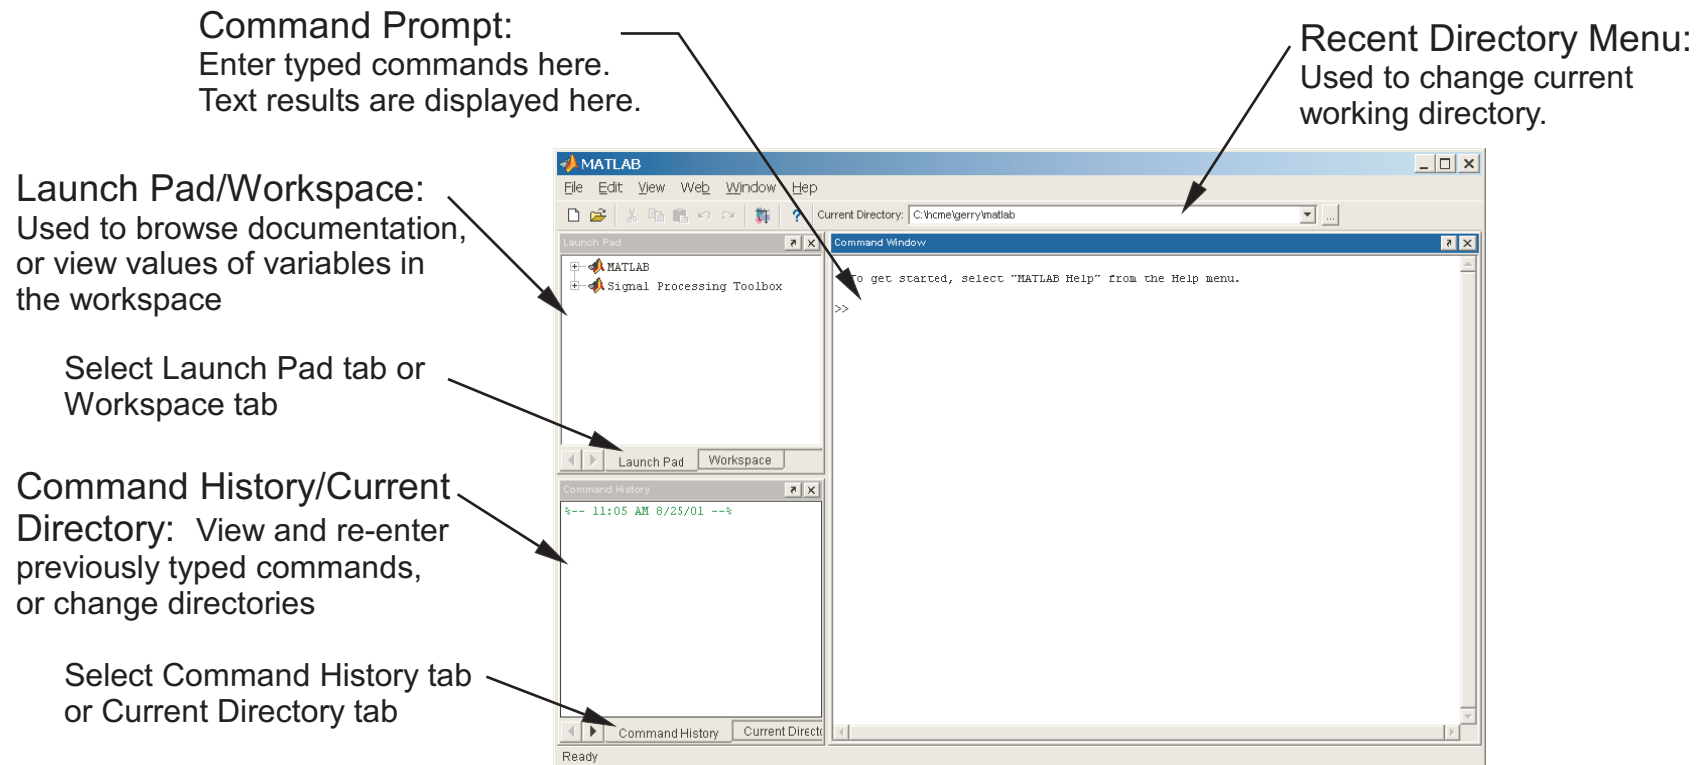 Command Prompt:
Enter typed commands here.
Text results are displayed here.
Recent Directory Menu:
Used to change current
working directory.
Launch Pad/Workspace:
Used to browse documentation,
or view values of variables in
the workspace
Select Launch Pad tab or
Workspace tab
Command History/Current
Directory: View and re-enter
previously typed commands,
or change directories
Select Command History tab
or Current Directory tab
MATLAB
File Edit View Web Window Help
? Current Directory: C:\home\gerry\matlab ...
Launch Pad
MATLAB
Signal Processing Toolbox
Launch Pad Workspace
Command History
%-- 11:05 AM 8/25/01 --%
Command History Current Directo
Command Window
To get started, select "MATLAB Help" from the Help menu.
>>
Ready